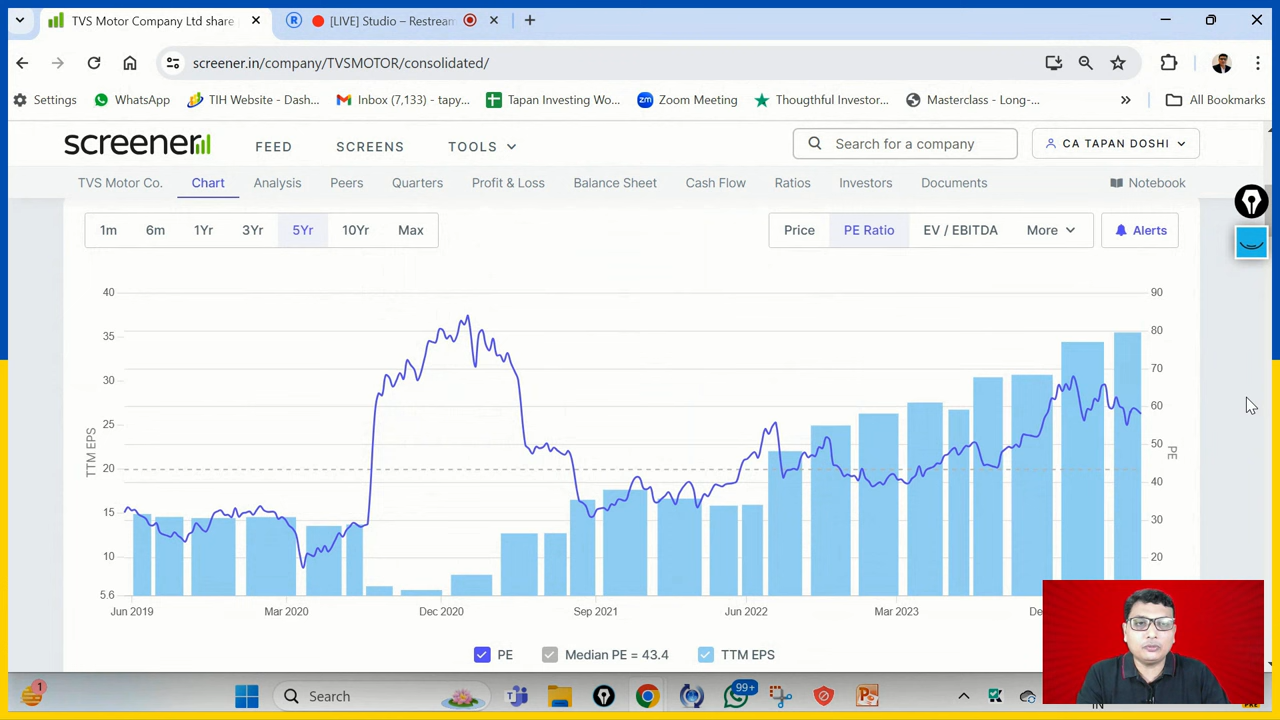 TVS Motor Company Ltd share
[LIVE] Studio – Restream
screener.in/company/TVSMOTOR/consolidated/
Settings WhatsApp TIH Website - Dash... Inbox (7,133) - tapy... Tapan Investing Wo... zm Zoom Meeting Thougthful Investor... Masterclass - Long-... All Bookmarks
screener FEED SCREENS TOOLS Search for a company CA TAPAN DOSHI
TVS Motor Co. Chart Analysis Peers Quarters Profit & Loss Balance Sheet Cash Flow Ratios Investors Documents Notebook
1m 6m 1Yr 3Yr 5Yr 10Yr Max Price PE Ratio EV / EBITDA More Alerts
40 90
35 80
30 70
25 60
TTM EPS
20 50
PE
15 40
10 30
5.6 20
Jun 2019 Mar 2020 Dec 2020 Sep 2021 Jun 2022 Mar 2023 De
PE Median PE = 43.4 TTM EPS
1 Search 99+ IN
PRE